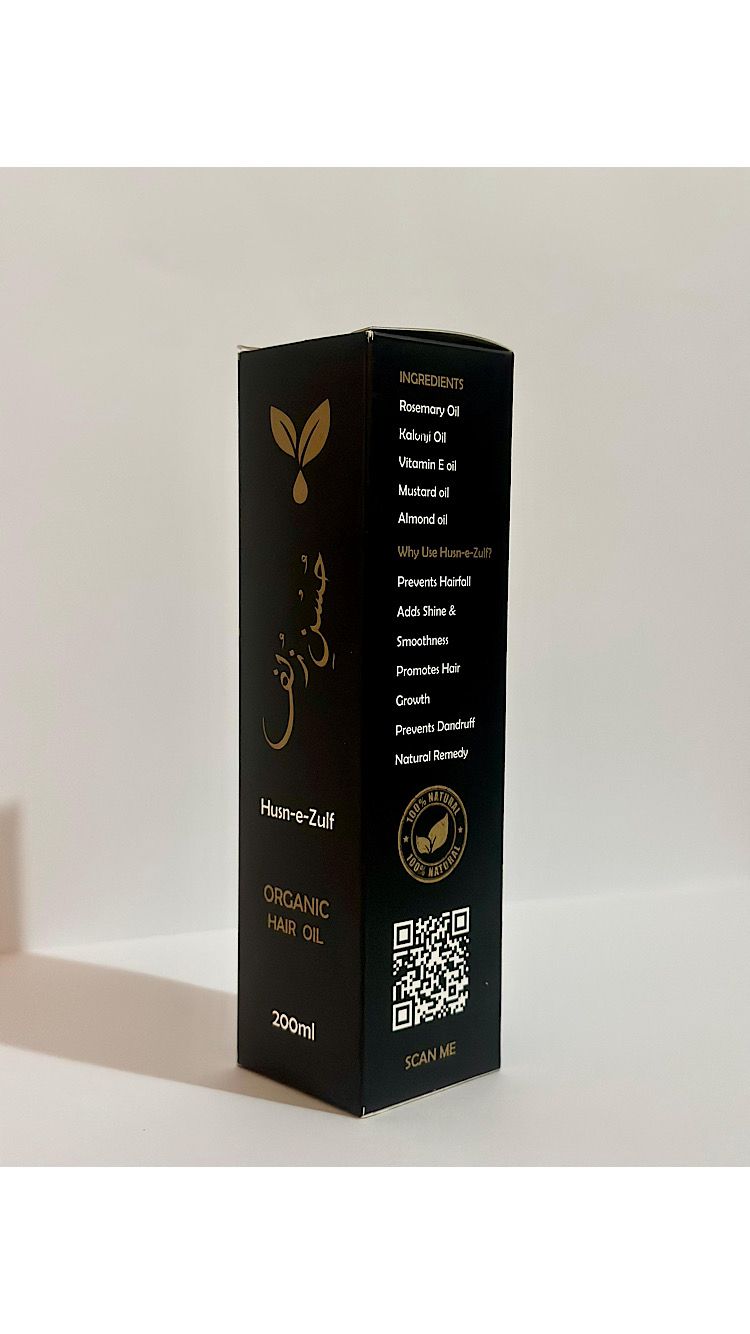 حُسنِ زُلف
Husn-e-Zulf
ORGANIC
HAIR OIL
200ml
INGREDIENTS
Rosemary Oil
Kalonji Oil
Vitamin E oil
Mustard oil
Almond oil
Why Use Husn-e-Zulf?
Prevents Hairfall
Adds Shine &
Smoothness
Promotes Hair
Growth
Prevents Dandruff
Natural Remedy
100% NATURAL
100% NATURAL
SCAN ME